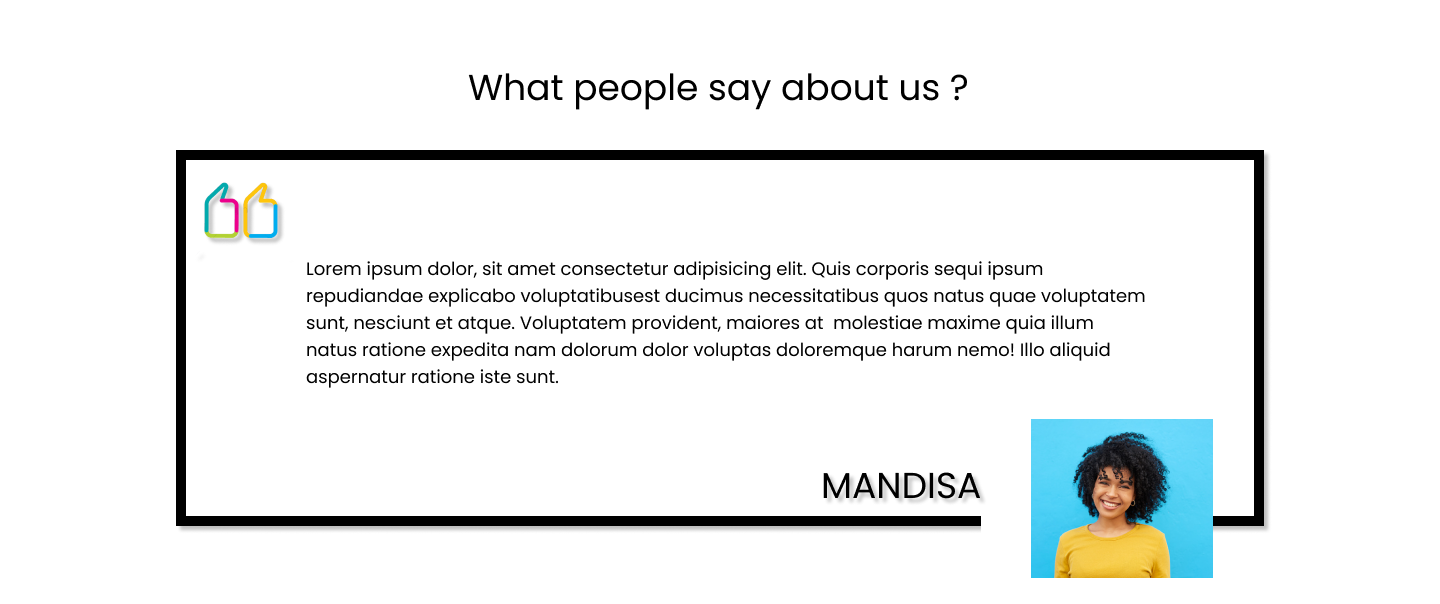 What people say about us ?
Lorem ipsum dolor, sit amet consectetur adipisicing elit. Quis corporis sequi ipsum
repudiandae explicabo voluptatibusest ducimus necessitatibus quos natus quae voluptatem
sunt, nesciunt et atque. Voluptatem provident, maiores at  molestiae maxime quia illum
natus ratione expedita nam dolorum dolor voluptas doloremque harum nemo! Illo aliquid
aspernatur ratione iste sunt.
MANDISA